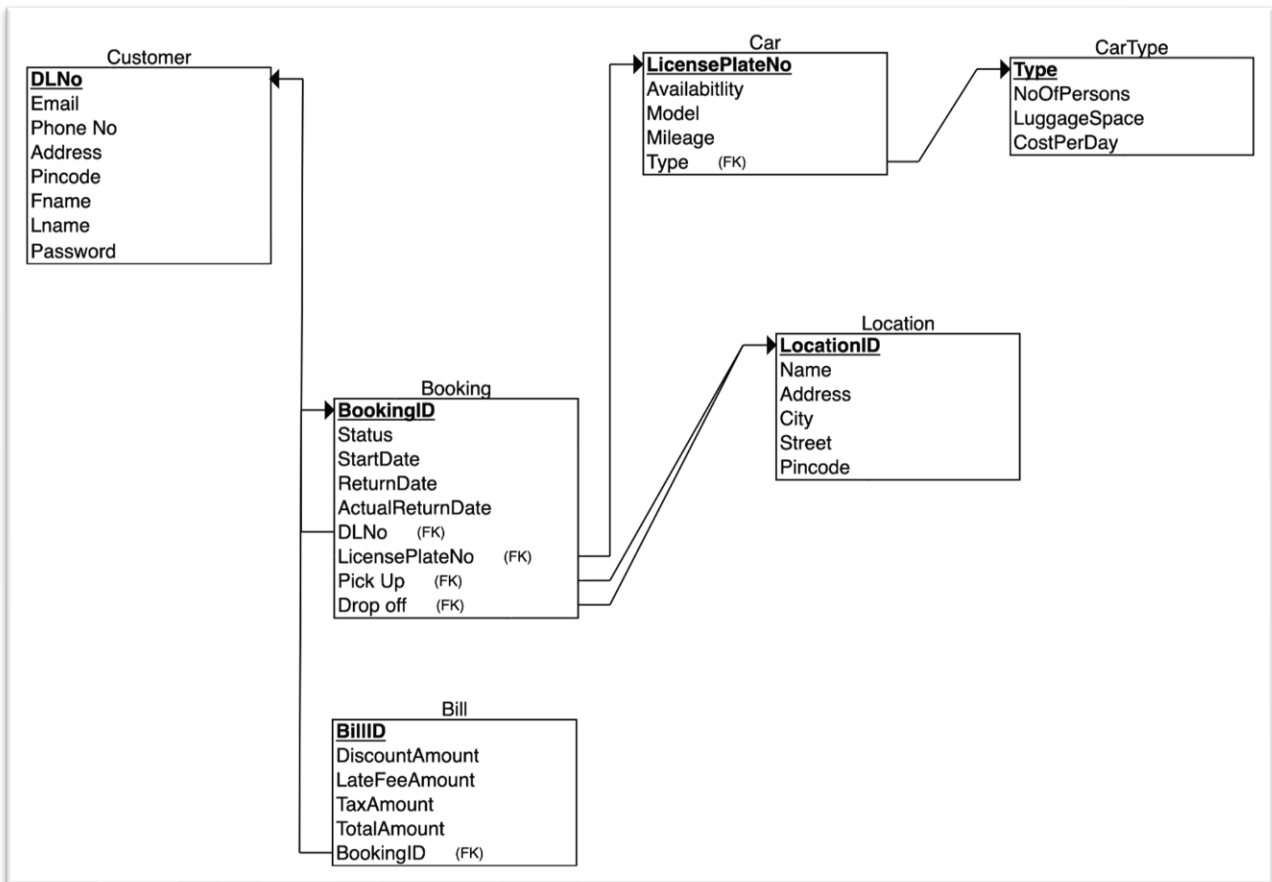 Customer
DLNo
Email
Phone No
Address
Pincode
Fname
Lname
Password
Car
LicensePlateNo
Availabitlity
Model
Mileage
Type (FK)
CarType
Type
NoOfPersons
LuggageSpace
CostPerDay
Location
LocationID
Name
Address
City
Street
Pincode
Booking
BookingID
Status
StartDate
ReturnDate
ActualReturnDate
DLNo (FK)
LicensePlateNo (FK)
Pick Up (FK)
Drop off (FK)
Bill
BillID
DiscountAmount
LateFeeAmount
TaxAmount
TotalAmount
BookingID (FK)